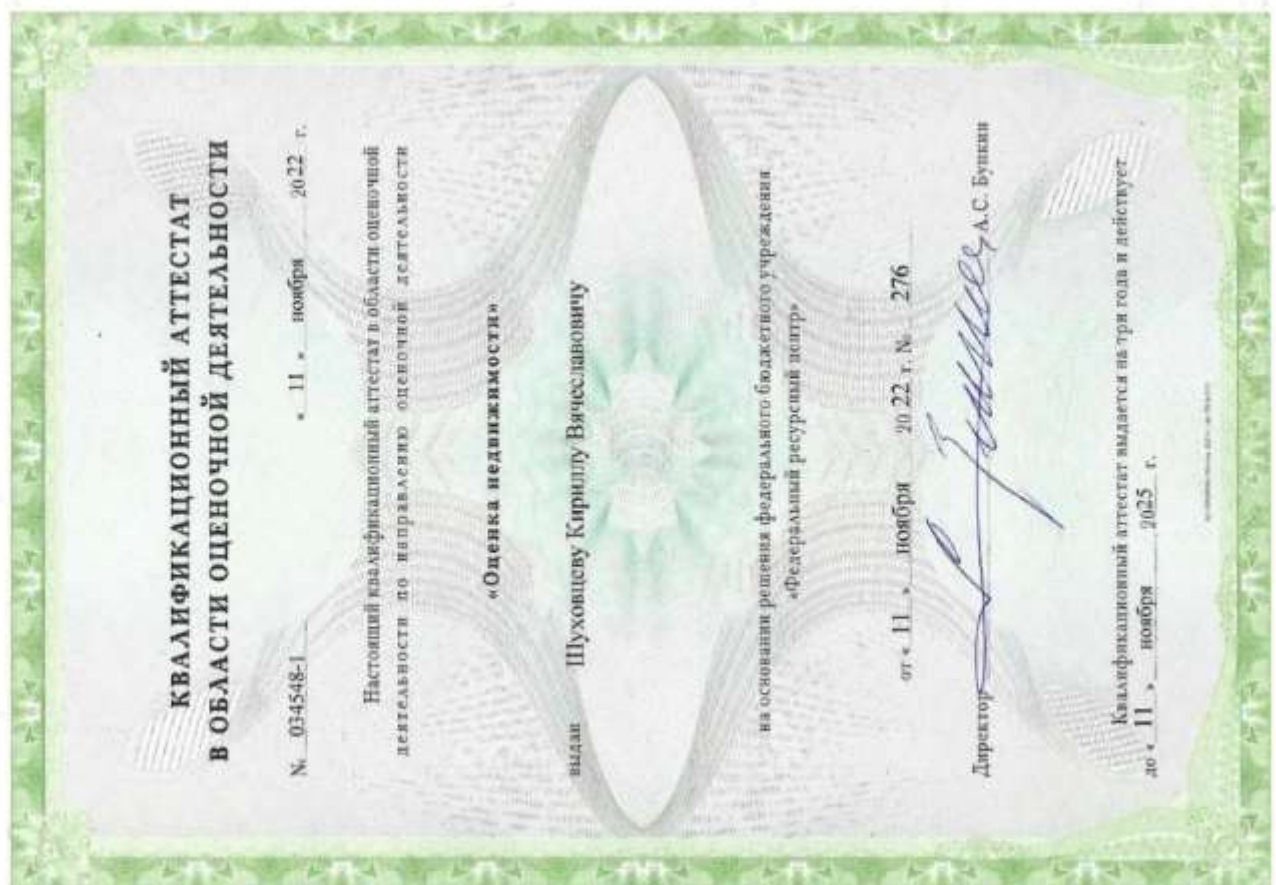 КВАЛИФИКАЦИОННЫЙ АТТЕСТАТ
В ОБЛАСТИ ОЦЕНОЧНОЙ ДЕЯТЕЛЬНОСТИ
№ 034548-1 « 11 » ноября 2022 г.
Настоящий квалификационный аттестат в области оценочной
деятельности по направлению оценочной деятельности
«Оценка недвижимости»
выдан Шуховцеву Кириллу Вячеславовичу
на основании решения федерального бюджетного учреждения
«Федеральный ресурсный центр»
от « 11 » ноября 20 22 г. № 276
Директор А.С. Бункин
Квалификационный аттестат выдается на три года и действует
до « 11 » ноября 2025 г.